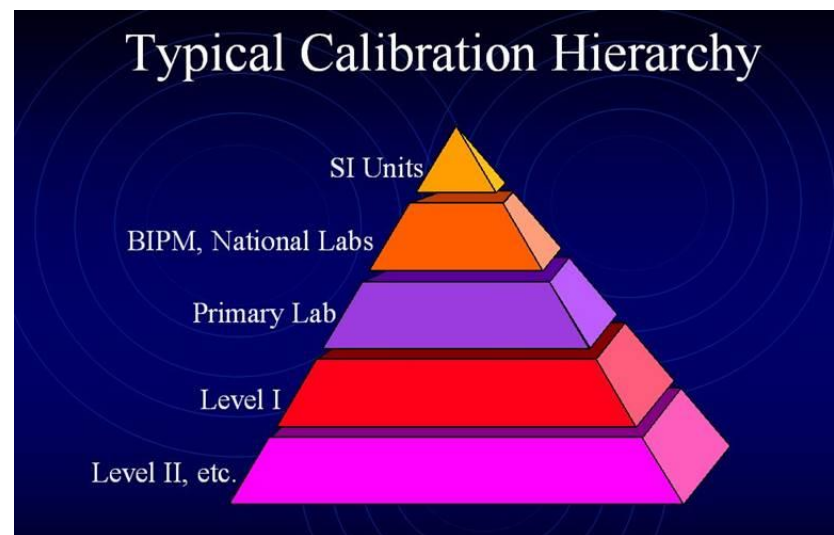 Typical Calibration Hierarchy
SI Units
BIPM, National Labs
Primary Lab
Level I
Level II, etc.